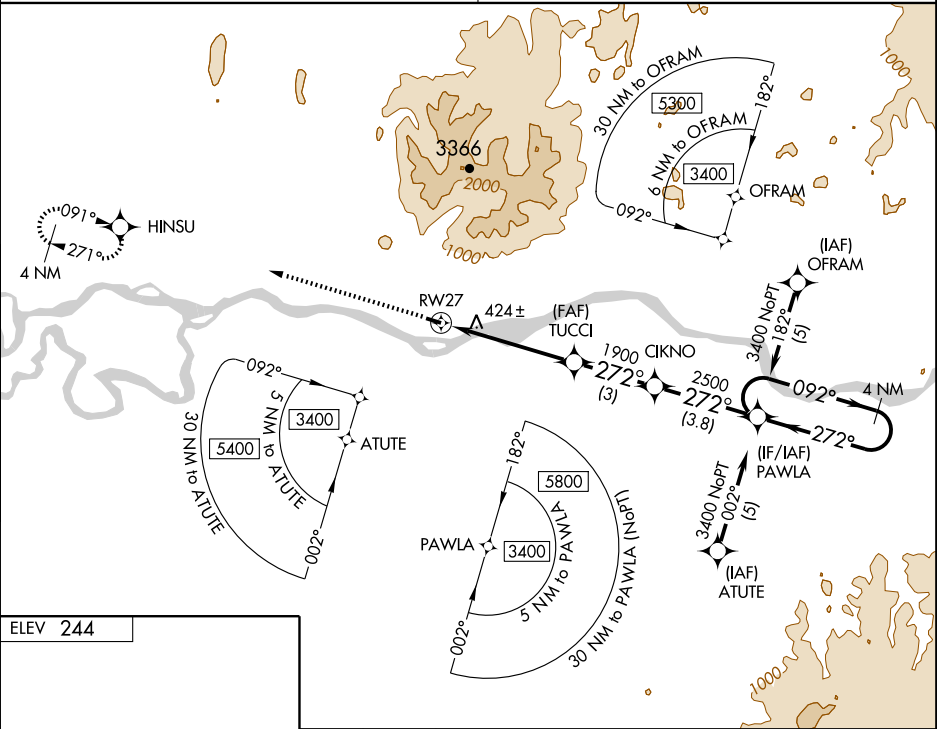 30 NM to OFRAM
5300
182°
6 NM to OFRAM
3400
OFRAM
092°
1000
3366
2000
1000
091°
HINSU
271°
4 NM
(IAF)
OFRAM
3400 NoPT
182°
(5)
RW27
424 ±
(FAF)
TUCCI
1900
CIKNO
272°
(3)
2500
272°
(3.8)
092°
4 NM
272°
(IF/IAF)
PAWLA
092°
3400
5 NM to ATUTE
5400
30 NM to ATUTE
ATUTE
002°
182°
5800
PAWLA
3400
5 NM to PAWLA
30 NM to PAWLA (NoPT)
002°
3400 NoPT
002°
(5)
(IAF)
ATUTE
1000
ELEV 244